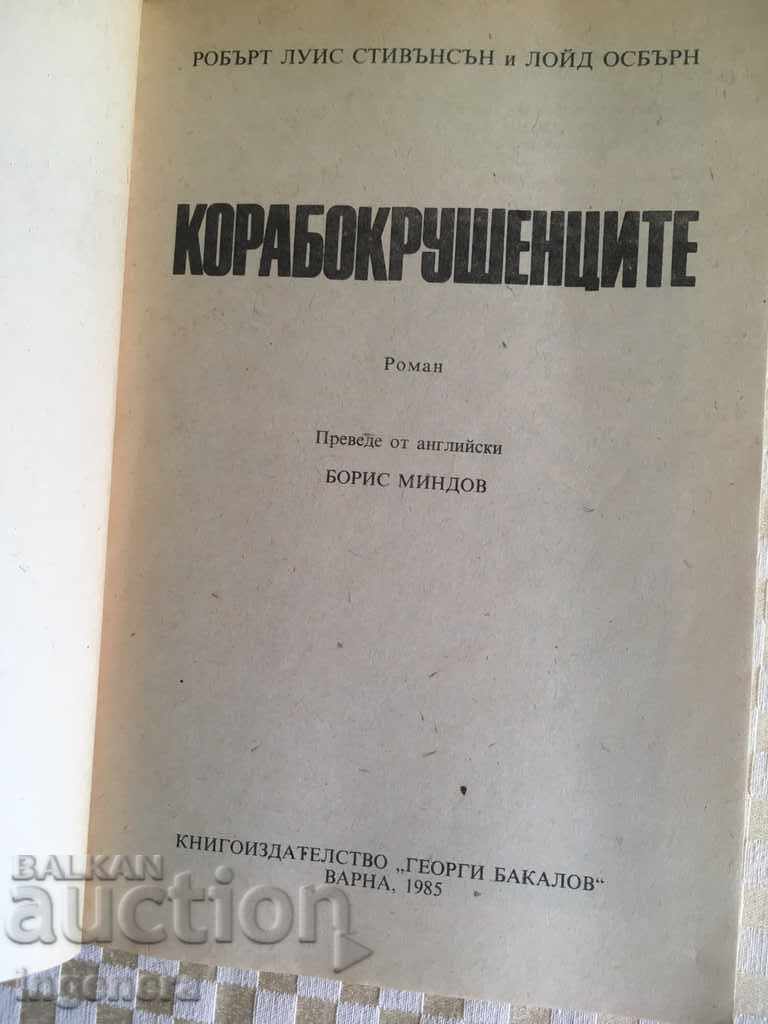 РОБЪРТ ЛУИС СТИВЪНСЪН и ЛОЙД ОСБЪРН
КОРАБОКРУШЕНЦИТЕ
Роман
Преведе от английски
БОРИС МИНДОВ
КНИГОИЗДАТЕЛСТВО „ГЕОРГИ БАКАЛОВ“
ВАРНА, 1985
BALKAN
auction
ingenera